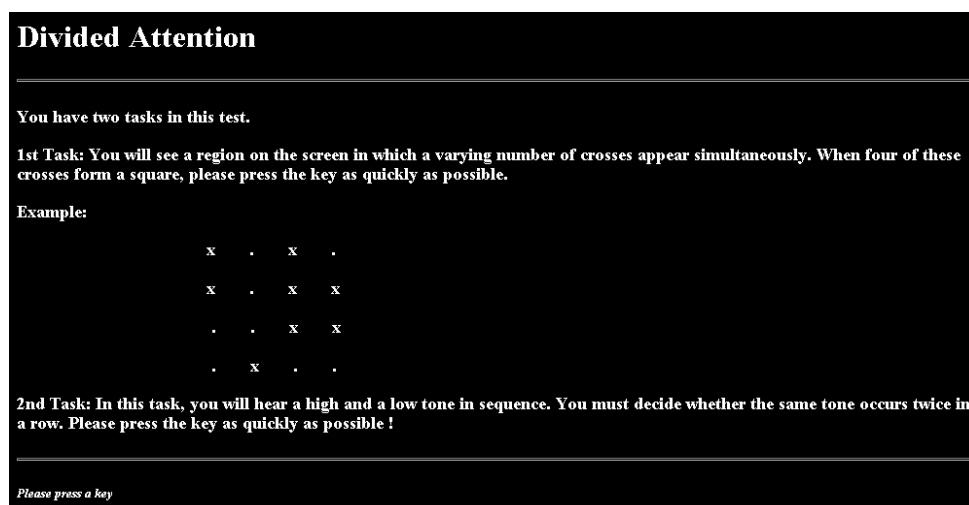 Divided Attention
You have two tasks in this test.
1st Task: You will see a region on the screen in which a varying number of crosses appear simultaneously. When four of these
crosses form a square, please press the key as quickly as possible.
Example:
x . x .
x . x x
. . x x
. x . .
2nd Task: In this task, you will hear a high and a low tone in sequence. You must decide whether the same tone occurs twice in
a row. Please press the key as quickly as possible !
Please press a key